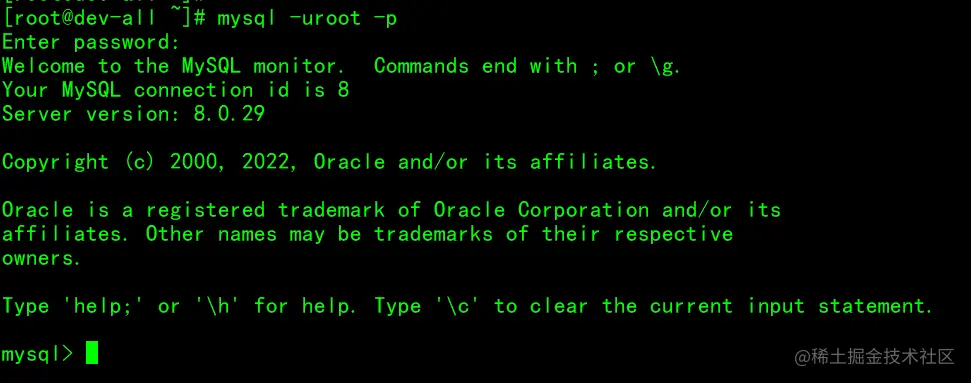 [root@dev-all ~]# mysql -uroot -p
Enter password:
Welcome to the MySQL monitor.  Commands end with ; or \g.
Your MySQL connection id is 8
Server version: 8.0.29
Copyright (c) 2000, 2022, Oracle and/or its affiliates.
Oracle is a registered trademark of Oracle Corporation and/or its
affiliates. Other names may be trademarks of their respective
owners.
Type 'help;' or '\h' for help. Type '\c' to clear the current input statement.
mysql>
@稀土掘金技术社区